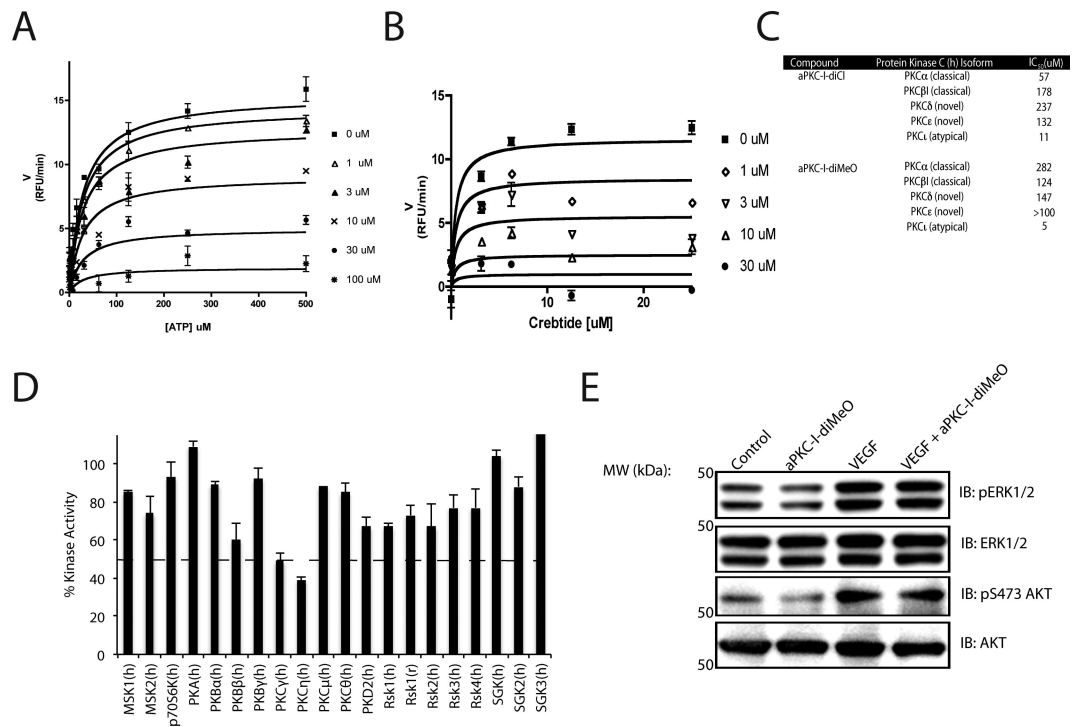 A
V
(RFU/min)
15
10
5
0
0
100
200
300
400
500
[ATP] uM
0 uM
1 uM
3 uM
10 uM
30 uM
100 uM
B
V
(RFU/min)
15
10
5
0
10
20
Crebtide [uM]
0 uM
1 uM
3 uM
10 uM
30 uM
C
Compound Protein Kinase C (h) Isoform IC50(uM)
aPKC-I-diCl PKCα (classical) 57
PKCβI (classical) 178
PKCδ (novel) 237
PKCε (novel) 132
PKCι (atypical) 11
aPKC-I-diMeO PKCα (classical) 282
PKCβI (classical) 124
PKCδ (novel) 147
PKCε (novel) >100
PKCι (atypical) 5
D
% Kinase Activity
100
80
60
40
20
0
MSK1(h)
MSK2(h)
p70S6K(h)
PKA(h)
PKBα(h)
PKBβ(h)
PKBγ(h)
PKCγ(h)
PKCη(h)
PKCμ(h)
PKCθ(h)
PKD2(h)
Rsk1(h)
Rsk1(r)
Rsk2(h)
Rsk3(h)
Rsk4(h)
SGK(h)
SGK2(h)
SGK3(h)
E
MW (kDa):
Control
aPKC-I-diMeO
VEGF
VEGF + aPKC-I-diMeO
50
IB: pERK1/2
IB: ERK1/2
50
IB: pS473 AKT
50
IB: AKT